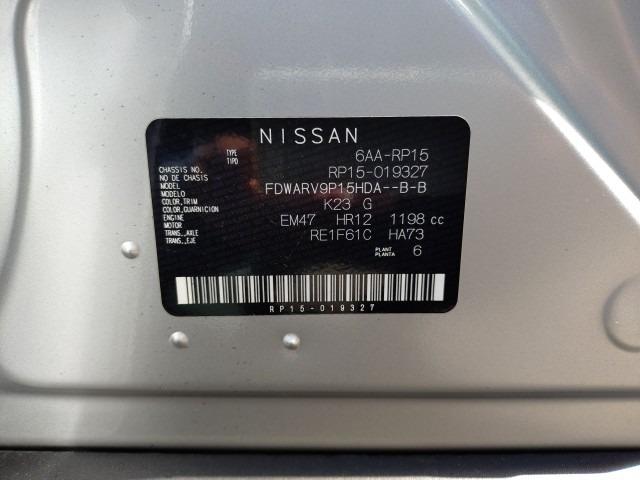 NISSAN
TYPE 6AA-RP15
TIPO
CHASSIS NO. RP15-019327
NO DE CHASSIS
MODEL FDWARV9P15HDA--B-B
MODELO
COLOR,TRIM K23 G
COLOR,GUARNICION
ENGINE EM47 HR12 1198 cc
MOTOR
TRANS.,AXLE RE1F61C HA73
TRANS.,EJE
PLANT 6
PLANTA
RP15-019327